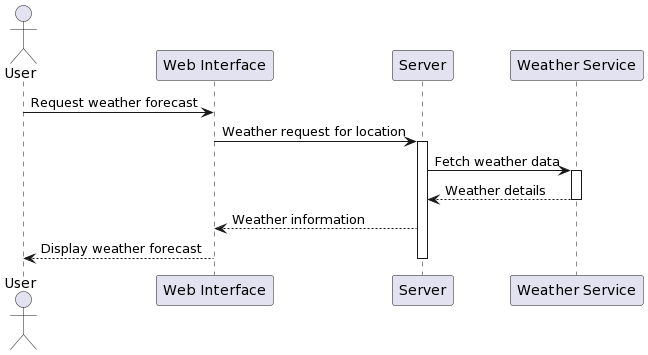 User
Web Interface
Server
Weather Service
Request weather forecast
Weather request for location
Fetch weather data
Weather details
Weather information
Display weather forecast
User
Web Interface
Server
Weather Service